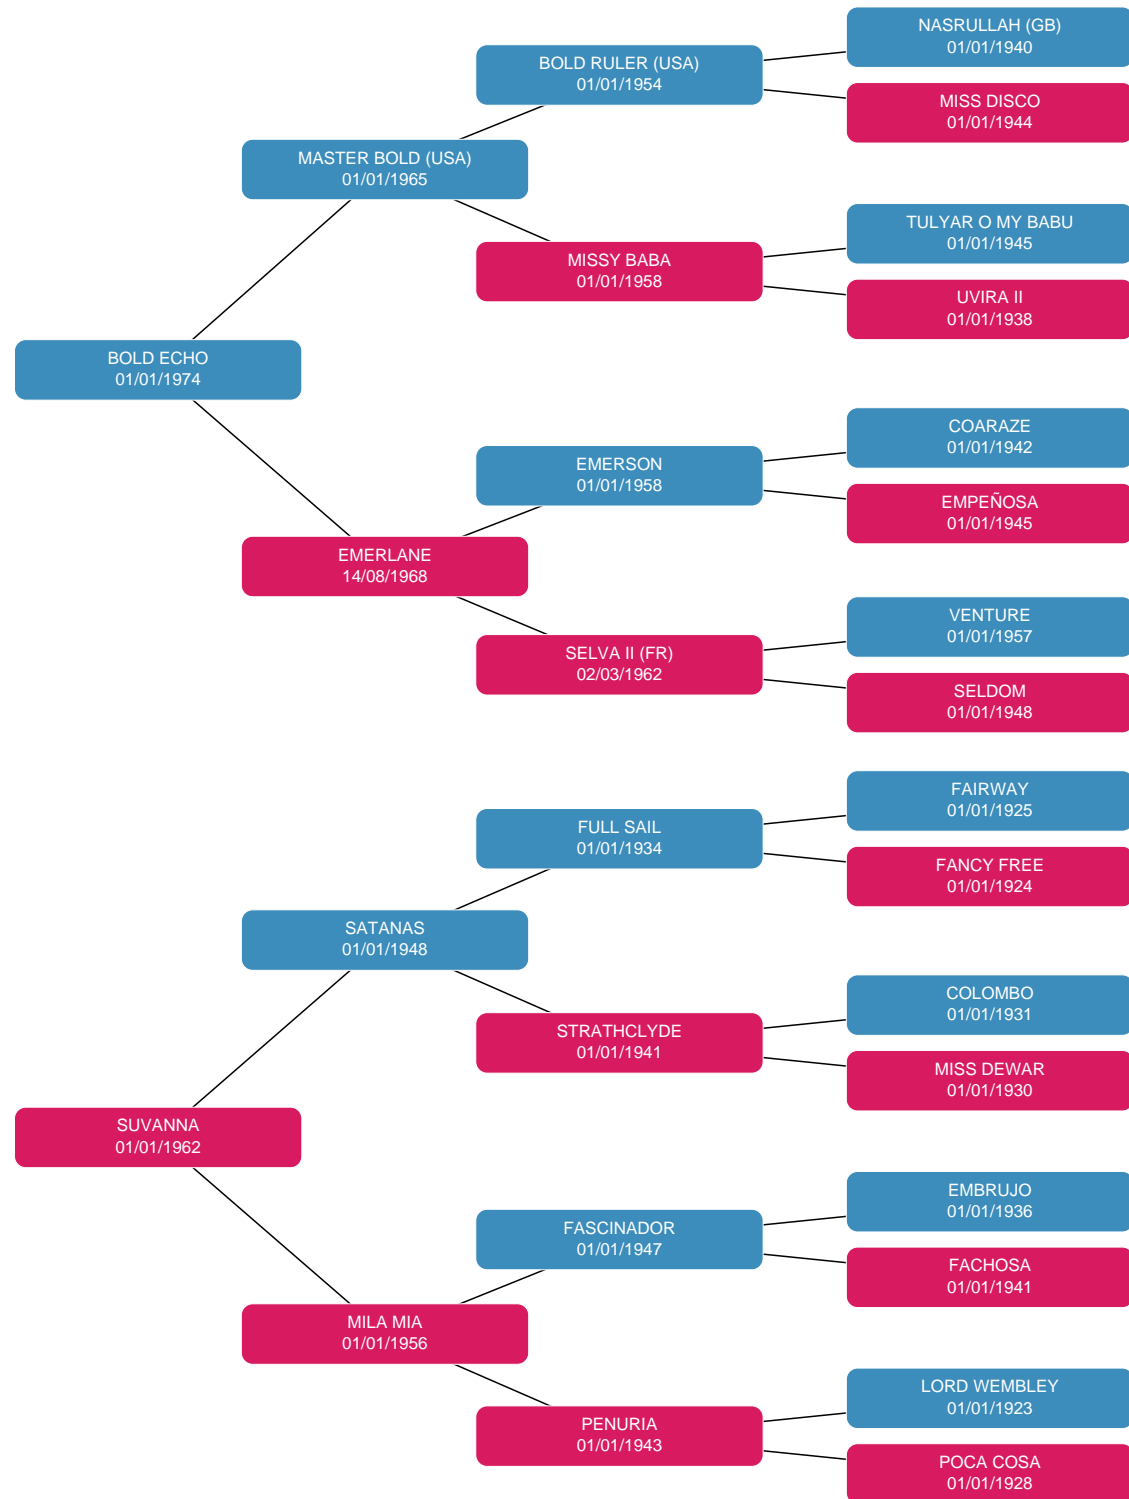 NASRULLAH (GB)
01/01/1940
BOLD RULER (USA)
01/01/1954
MISS DISCO
01/01/1944
MASTER BOLD (USA)
01/01/1965
TULYAR O MY BABU
01/01/1945
MISSY BABA
01/01/1958
UVIRA II
01/01/1938
BOLD ECHO
01/01/1974
COARAZE
01/01/1942
EMERSON
01/01/1958
EMPEÑOSA
01/01/1945
EMERLANE
14/08/1968
VENTURE
01/01/1957
SELVA II (FR)
02/03/1962
SELDOM
01/01/1948
FAIRWAY
01/01/1925
FULL SAIL
01/01/1934
FANCY FREE
01/01/1924
SATANAS
01/01/1948
COLOMBO
01/01/1931
STRATHCLYDE
01/01/1941
MISS DEWAR
01/01/1930
SUVANNA
01/01/1962
EMBRUJO
01/01/1936
FASCINADOR
01/01/1947
FACHOSA
01/01/1941
MILA MIA
01/01/1956
LORD WEMBLEY
01/01/1923
PENURIA
01/01/1943
POCA COSA
01/01/1928